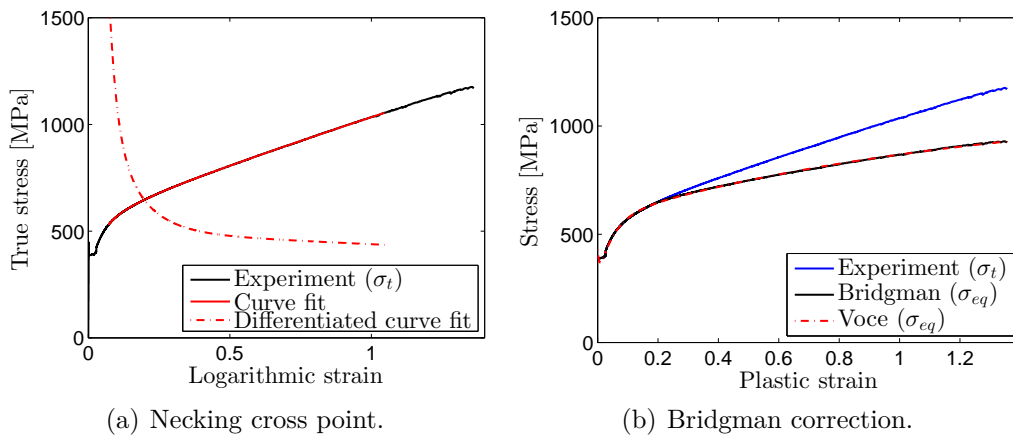 1500
1000
500
0
0
0.5
1
True stress [MPa]
Logarithmic strain
Experiment (σt)
Curve fit
Differentiated curve fit
(a) Necking cross point.
1500
1000
500
0
0
0.2
0.4
0.6
0.8
1
1.2
Stress [MPa]
Plastic strain
Experiment (σt)
Bridgman (σeq)
Voce (σeq)
(b) Bridgman correction.